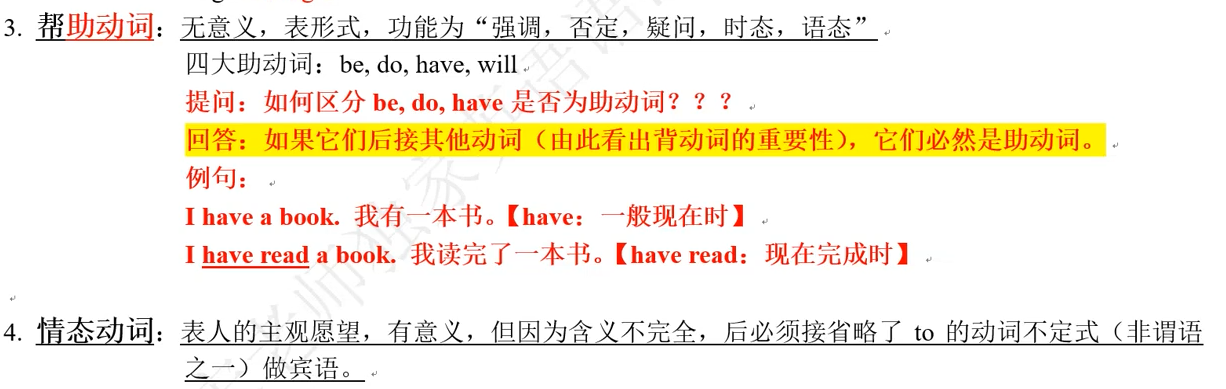 3. 帮助动词：无意义，表形式，功能为“强调，否定，疑问，时态，语态”
四大助动词：be, do, have, will
提问：如何区分 be, do, have 是否为助动词？？？
回答：如果它们后接其他动词（由此看出背动词的重要性），它们必然是助动词。
例句：
I have a book. 我有一本书。【have：一般现在时】
I have read a book. 我读完了一本书。【have read：现在完成时】
4. 情态动词：表人的主观愿望，有意义，但因为含义不完全，后必须接省略了 to 的动词不定式（非谓语
之一）做宾语。
老师独家英语语